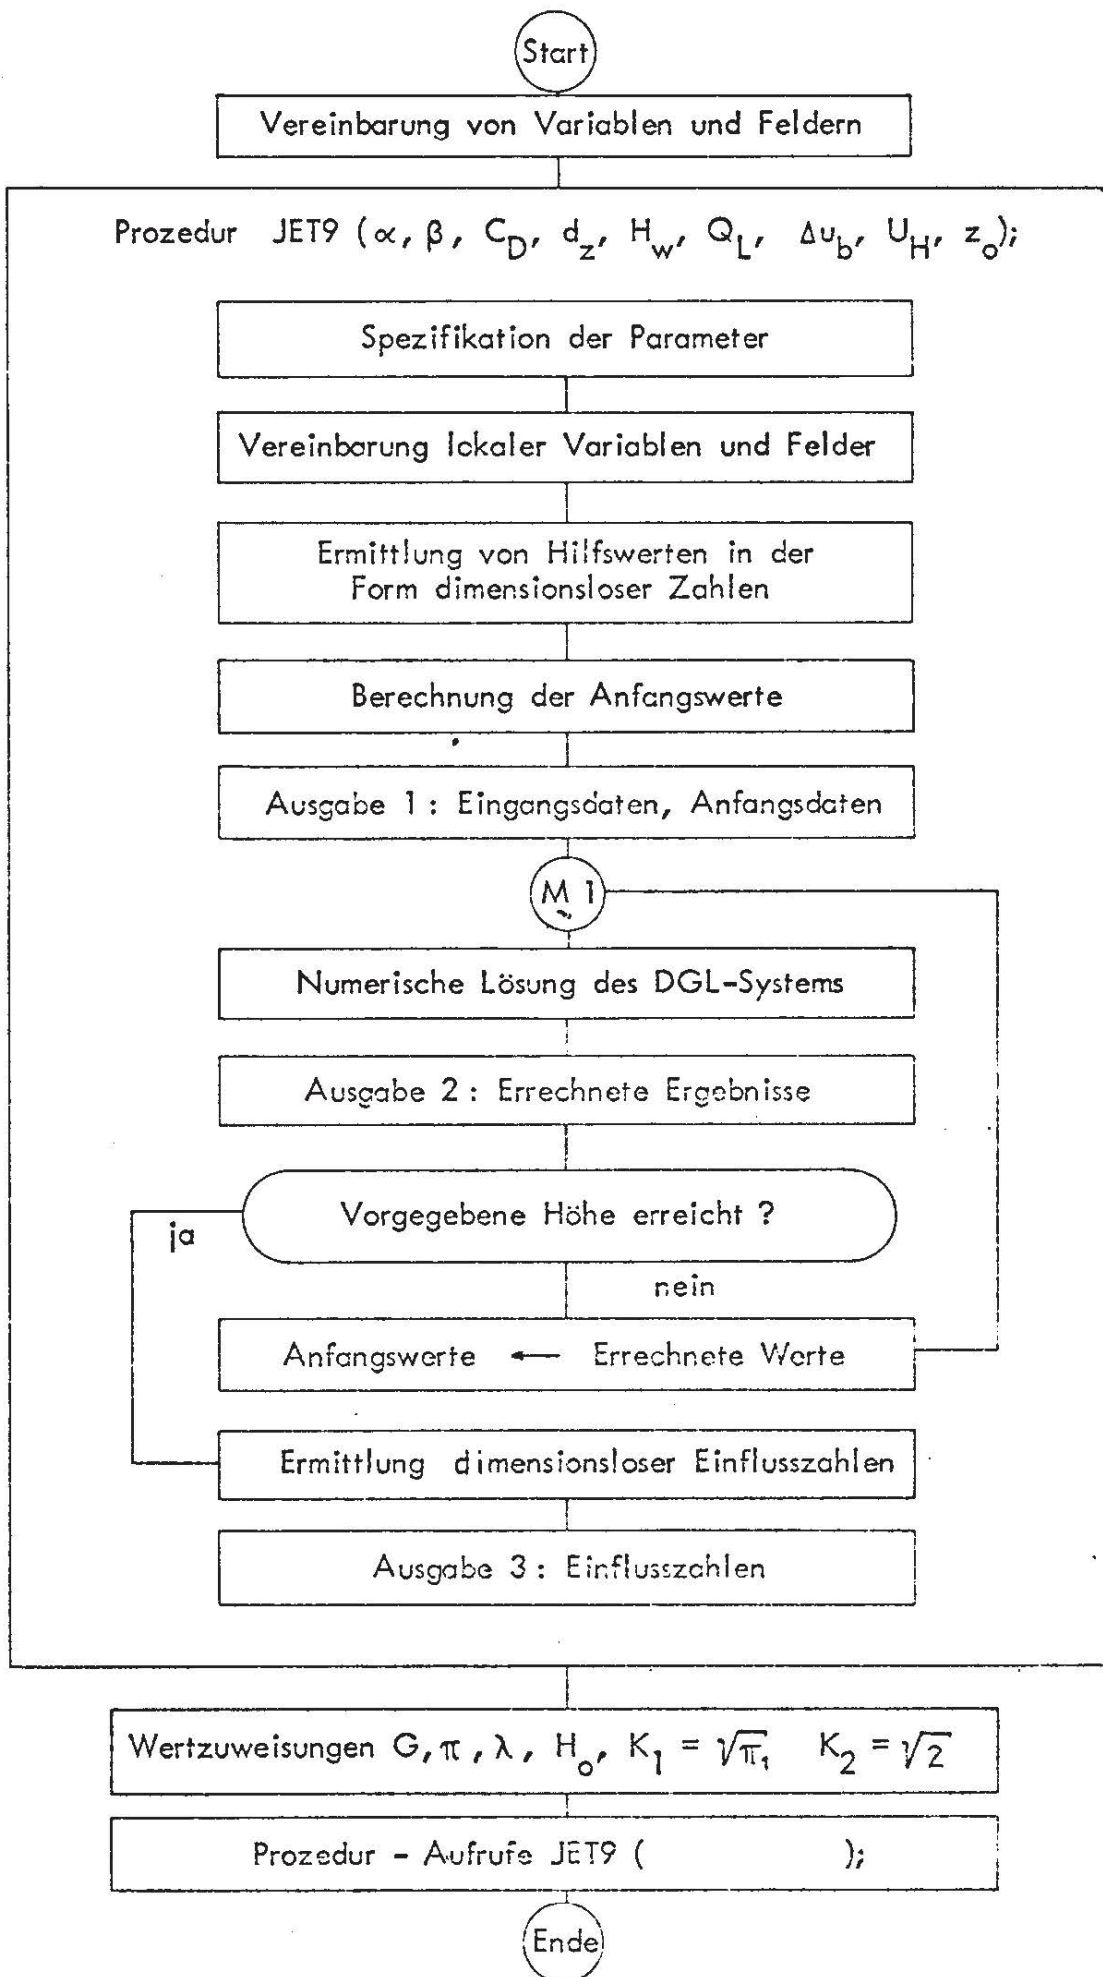 Start
Vereinbarung von Variablen und Feldern
Prozedur JET9 (α, β, C_D, d_z, H_w, Q_L, Δu_b, U_H, z_o);
Spezifikation der Parameter
Vereinbarung lckaler Variablen und Felder
Ermittlung von Hilfswerten in der
Form dimensionsloser Zahlen
Berechnung der Anfangswerte
Ausgabe 1 : Eingangsdaten, Anfangsdaten
M 1
Numerische Lösung des DGL-Systems
Ausgabe 2 : Errechnete Ergebnisse
Vorgegebene Höhe erreicht ?
ja
nein
Anfangswerte ← Errechnete Werte
Ermittlung dimensionsloser Einflusszahlen
Ausgabe 3 : Einflusszahlen
Wertzuweisungen G, π, λ, H_o, K_1 = √π, K_2 = √2
Prozedur - Aufrufe JET9 ( );
Ende